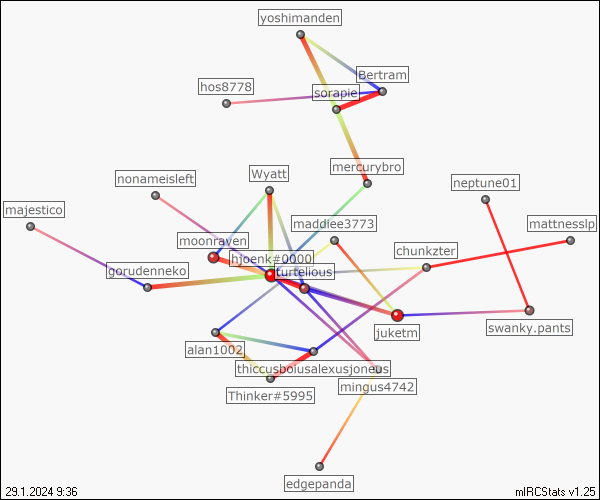 yoshimanden
Bertram
hos8778
sorapie
mercurybro
Wyatt
nonameisleft
neptune01
majestico
maddiee3773
mattnesslp
moonraven
chunkzter
hjoenk#0000
gorudenneko
turtelious
juketm
swanky.pants
alan1002
thiccusboiusalexusjoneus
mingus4742
Thinker#5995
edgepanda
29.1.2024 9:36
mIRCStats v1.25